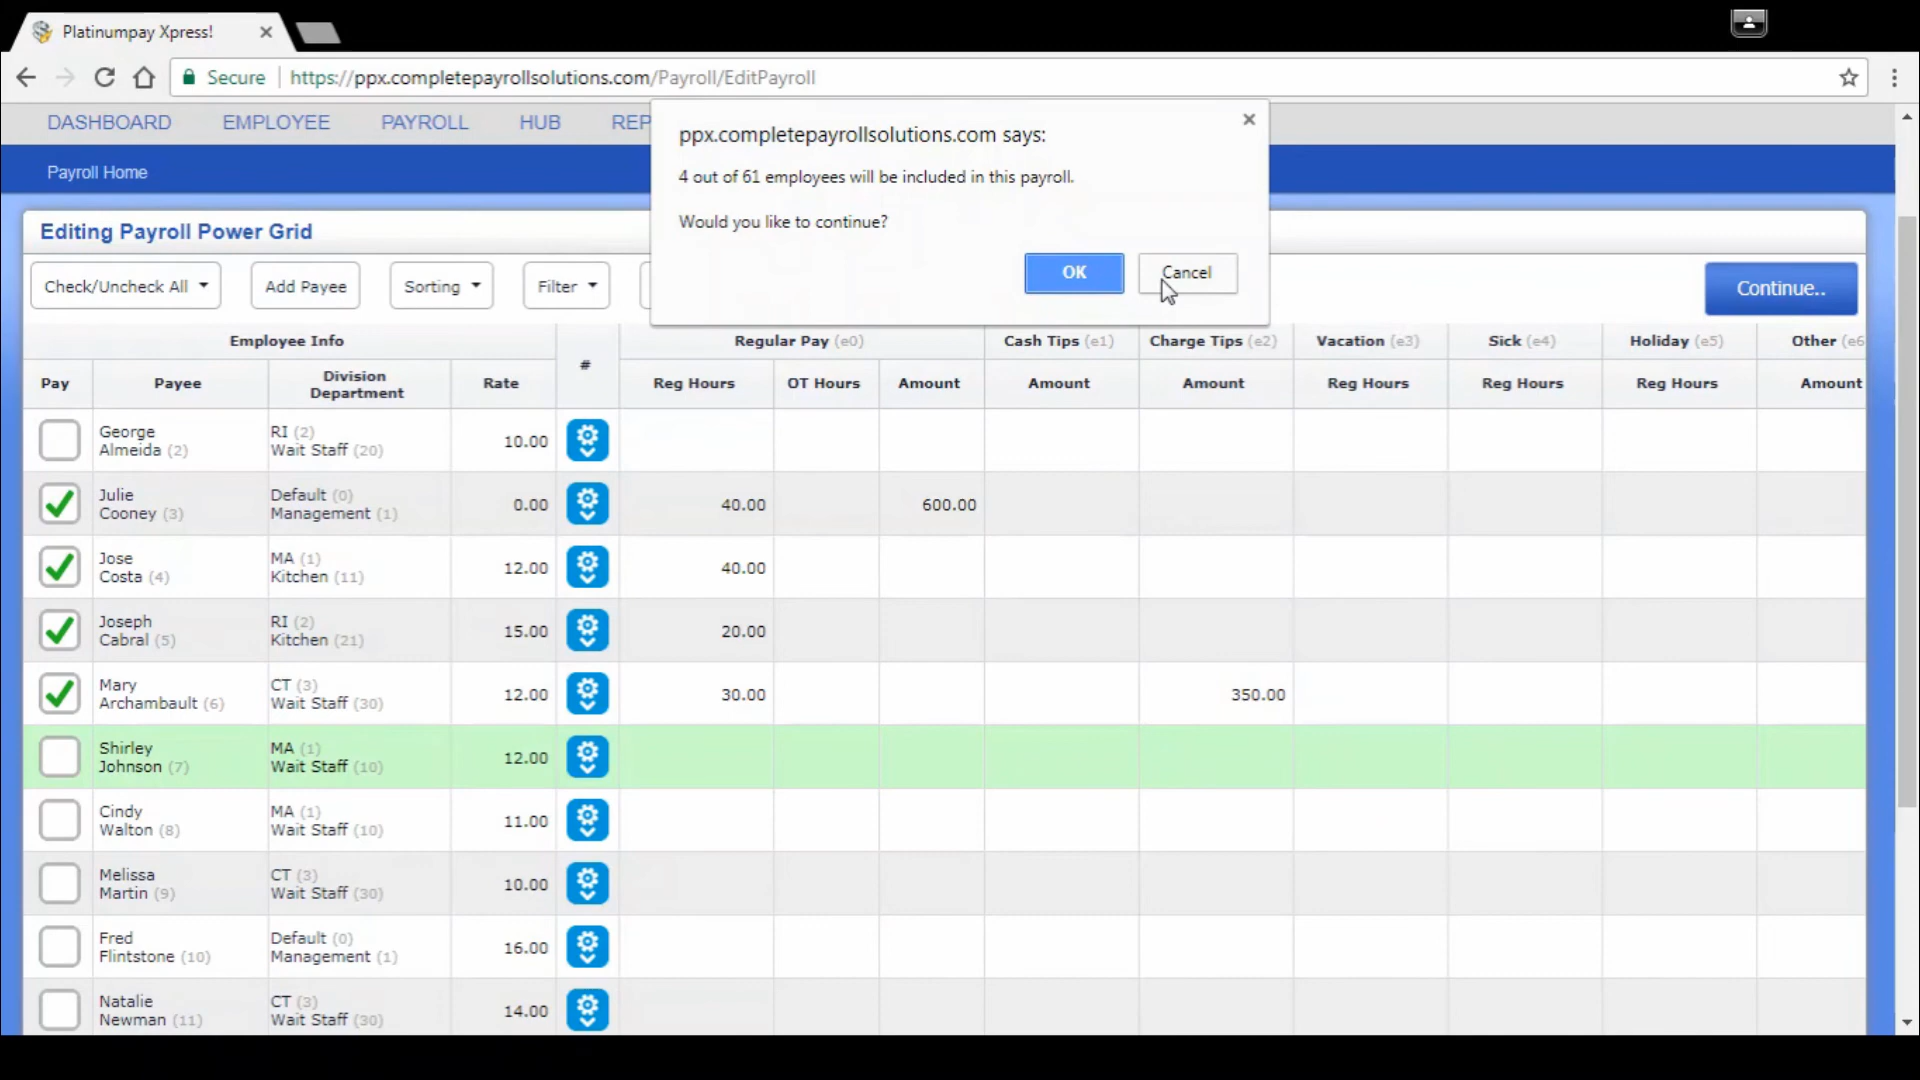 Platinumpay Xpress!
Secure https://ppx.completepayrollsolutions.com/Payroll/EditPayroll
DASHBOARD EMPLOYEE PAYROLL HUB REP
ppx.completepayrollsolutions.com says:
4 out of 61 employees will be included in this payroll.
Would you like to continue?
OK Cancel
Payroll Home
Editing Payroll Power Grid
Check/Uncheck All Add Payee Sorting Filter Continue..
Employee Info # Regular Pay (e0) Cash Tips (e1) Charge Tips (e2) Vacation (e3) Sick (e4) Holiday (e5) Other (e6
Pay Payee Division Department Rate Reg Hours OT Hours Amount Amount Amount Reg Hours Reg Hours Reg Hours Amount
George RI (2)
Almeida (2) Wait Staff (20) 10.00
Julie Default (0)
Cooney (3) Management (1) 0.00 40.00 600.00
Jose MA (1)
Costa (4) Kitchen (11) 12.00 40.00
Joseph RI (2)
Cabral (5) Kitchen (21) 15.00 20.00
Mary CT (3)
Archambault (6) Wait Staff (30) 12.00 30.00 350.00
Shirley MA (1)
Johnson (7) Wait Staff (10) 12.00
Cindy MA (1)
Walton (8) Wait Staff (10) 11.00
Melissa CT (3)
Martin (9) Wait Staff (30) 10.00
Fred Default (0)
Flintstone (10) Management (1) 16.00
Natalie CT (3)
Newman (11) Wait Staff (30) 14.00